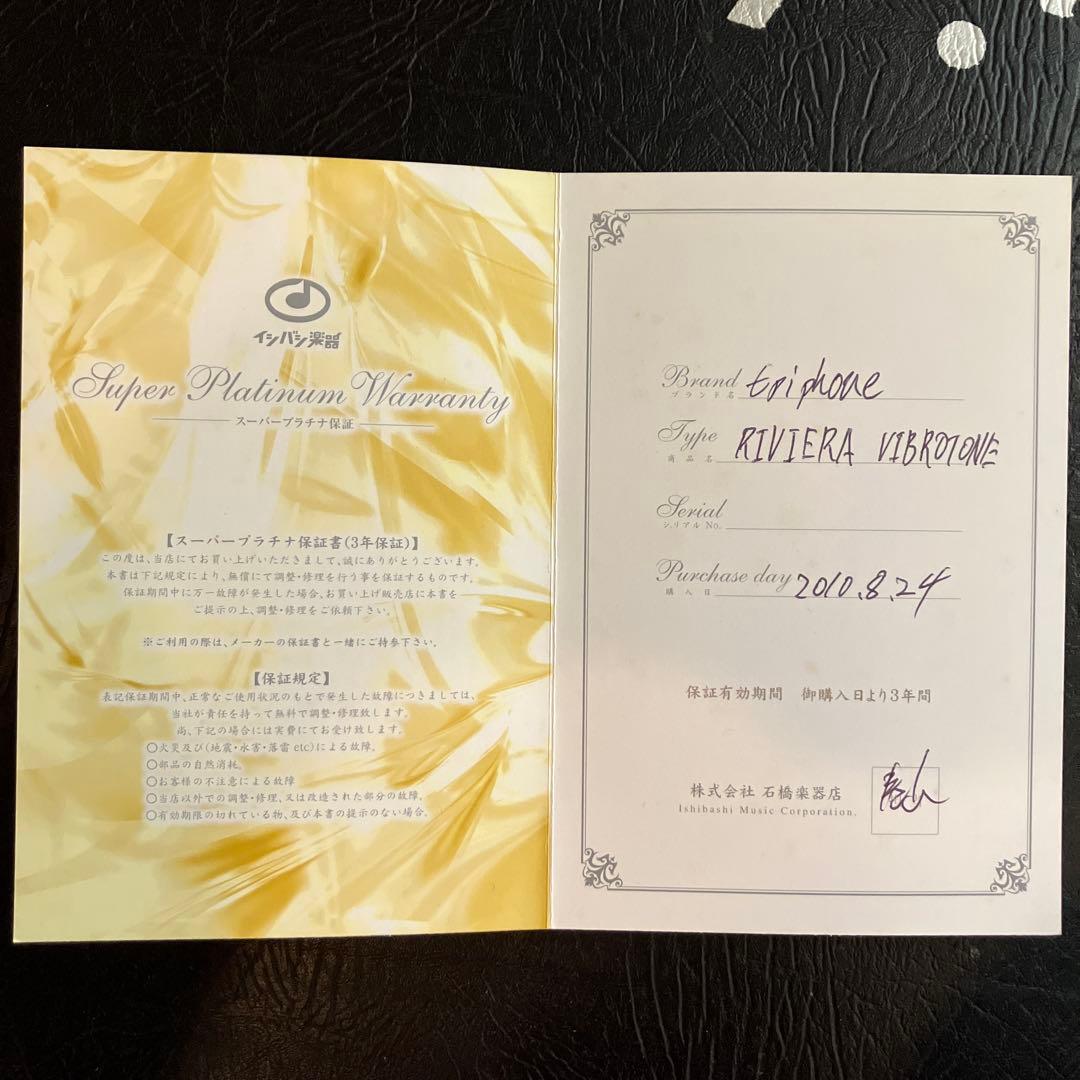 イシバシ楽器
Super Platinum Warranty
スーパープラチナ保証
【スーパープラチナ保証書(3年保証)】
この度は、当店にてお買い上げいただきまして、誠にありがとうございます。
本書は下記規定により、無償にて調整・修理を行う事を保証するものです。
保証期間中に万一故障が発生した場合、お買い上げ販売店に本書を
ご提示の上、調整・修理をご依頼下さい。
※ご利用の際は、メーカーの保証書と一緒にご持参下さい。
【保証規定】
表記保証期間中、正常なご使用状況のもとで発生した故障につきましては、
当社が責任を持って無料で調整・修理致します。
尚、下記の場合には実費にてお受け致します。
○火災及び(地震・水害・落雷 etc)による故障。
○部品の自然消耗。
○お客様の不注意による故障
○当店以外での調整・修理、又は改造された部分の故障。
○有効期限の切れている物、及び本書の提示のない場合。
Brand Epiphone
ブランド名
Type RIVIERA VIBROTONE
商品名
Serial
シリアル No.
Purchase day 2010.8.24
購入日
保証有効期間 御購入日より3年間
株式会社 石橋楽器店
Ishibashi Music Corporation.